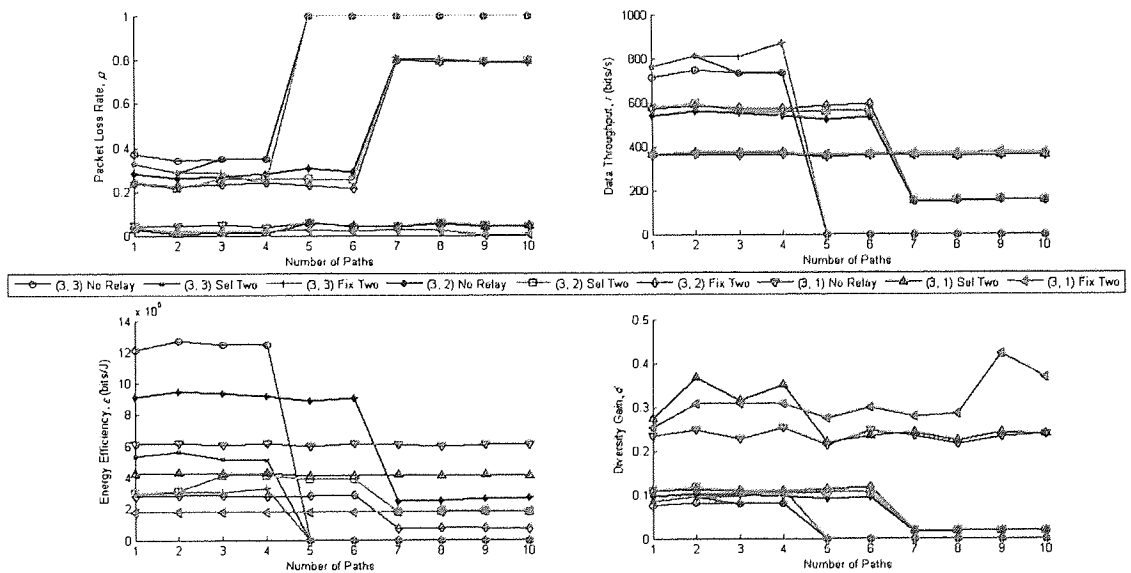 1
0.8
0.6
0.4
0.2
0
Packet Loss Rate, ρ
1 2 3 4 5 6 7 8 9 10
Number of Paths
1000
800
600
400
200
0
Data Throughput, r (bits/s)
1 2 3 4 5 6 7 8 9 10
Number of Paths
(3, 3) No Relay (3, 3) Sel Two (3, 3) Fix Two (3, 2) No Relay (3, 2) Sel Two (3, 2) Fix Two (3, 1) No Relay (3, 1) Sel Two (3, 1) Fix Two
14
12
10
8
6
4
2
0
Energy Efficiency, ε (bits/J)
1 2 3 4 5 6 7 8 9 10
Number of Paths
0.5
0.4
0.3
0.2
0.1
0
Diversity Gain, d
1 2 3 4 5 6 7 8 9 10
Number of Paths